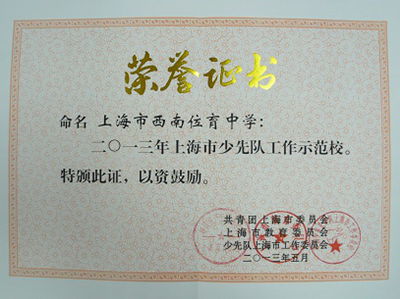 荣誉证书
命名 上海市西南位育中学：
二〇一三年上海市少先队工作示范校。
特颁此证，以资鼓励。
共青团上海市委员会
上海市教育委员会
少先队上海市工作委员会
二〇一三年五月